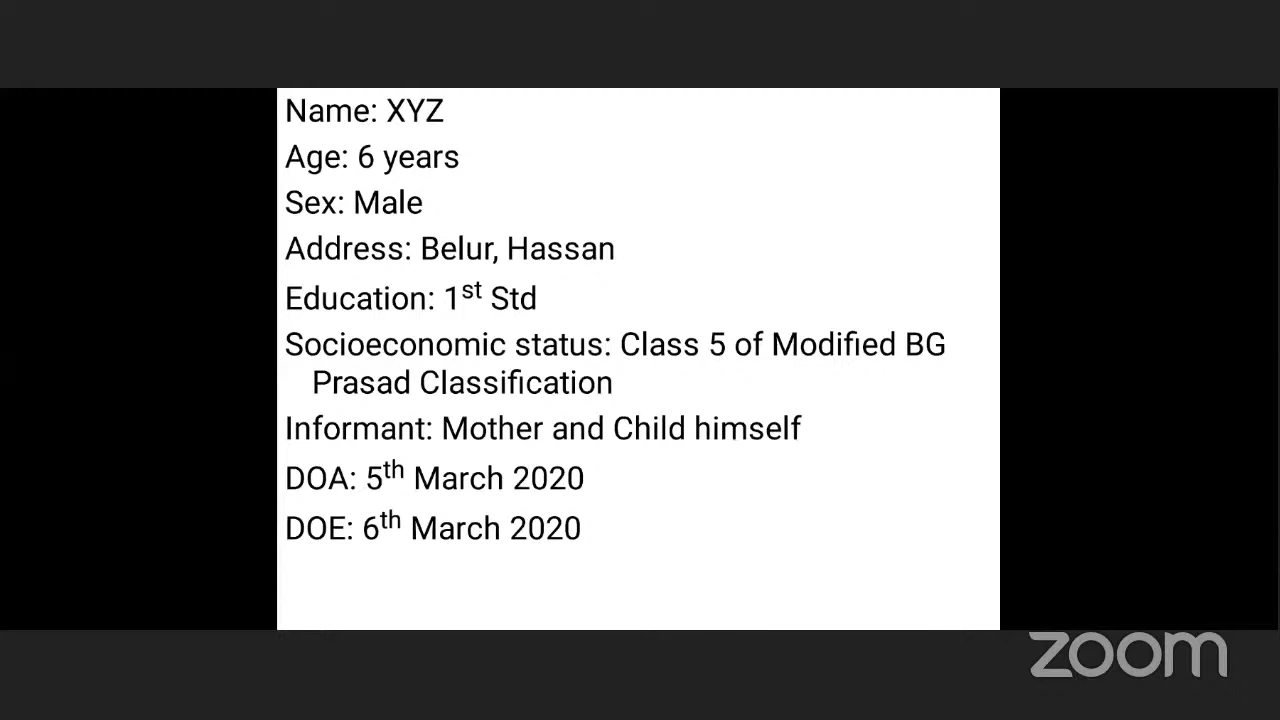 Name: XYZ
Age: 6 years
Sex: Male
Address: Belur, Hassan
Education: 1st Std
Socioeconomic status: Class 5 of Modified BG
Prasad Classification
Informant: Mother and Child himself
DOA: 5th March 2020
DOE: 6th March 2020
zoom